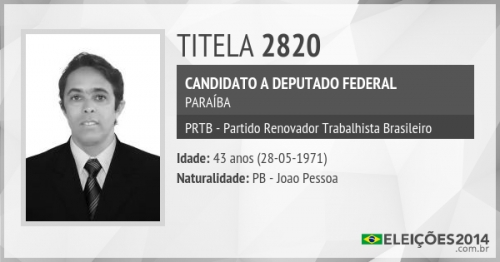 TITELA 2820
CANDIDATO A DEPUTADO FEDERAL
PARAÍBA
PRTB - Partido Renovador Trabalhista Brasileiro
Idade: 43 anos (28-05-1971)
Naturalidade: PB - Joao Pessoa
ELEIÇÕES2014
.com.br